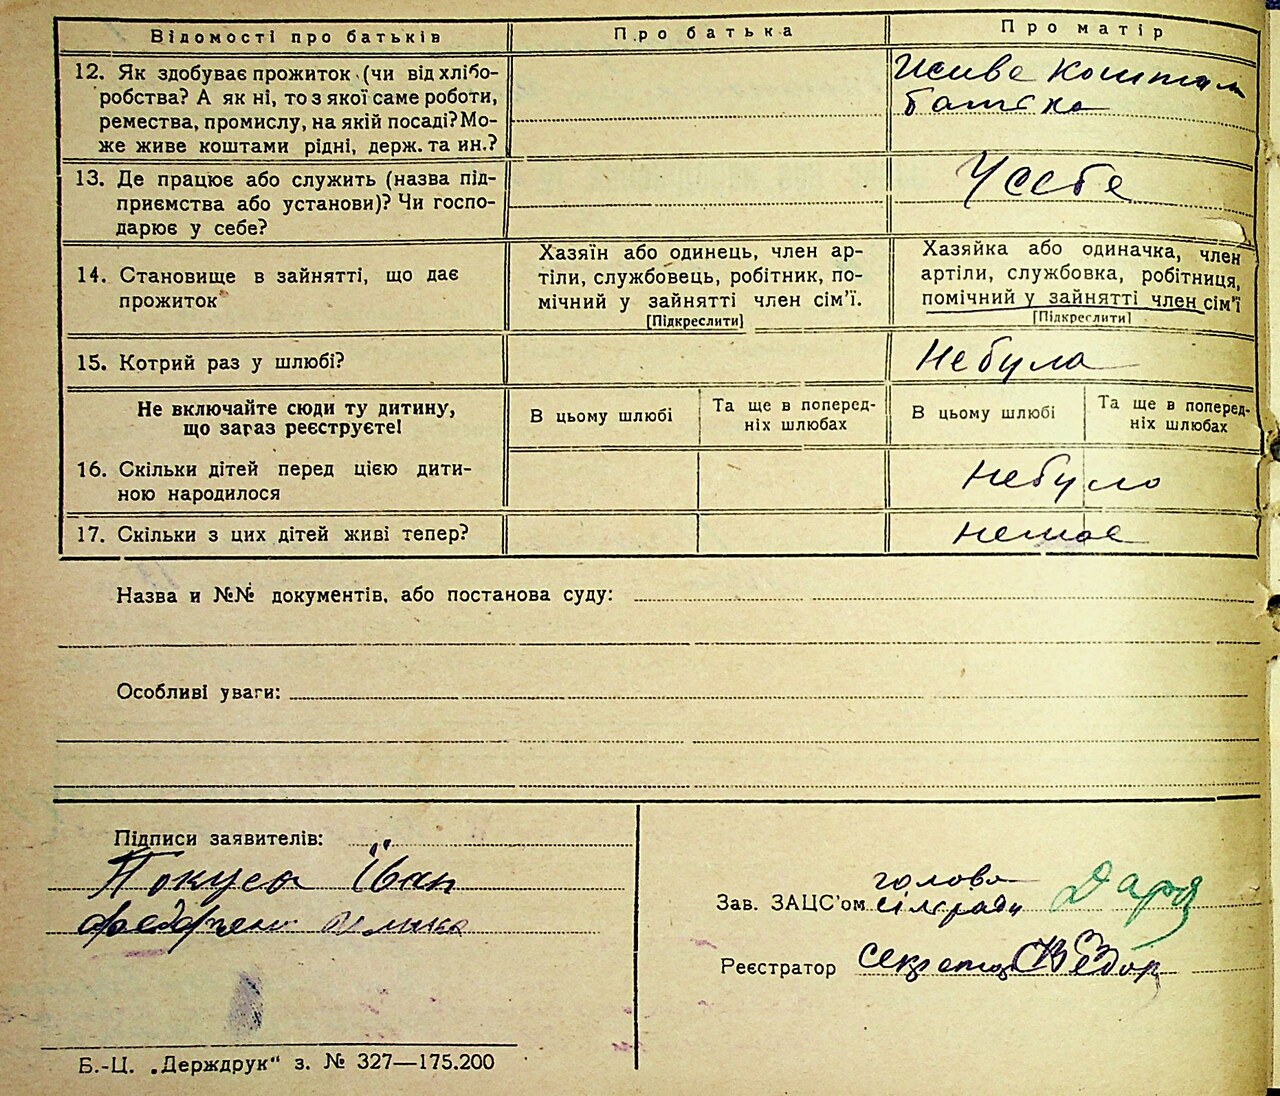 Відомості про батьків
Про батька
Про матір
12. Як здобуває прожиток (чи від хлібо-
робства? А як ні, то з якої саме роботи,
ремества, промислу, на якій посаді? Мо-
же живе коштами рідні, держ. та ин.?
живе коштам
батька
13. Де працює або служить (назва під-
приємства або установи)? Чи госпо-
дарює у себе?
У себе
14. Становище в зайнятті, що дає
прожиток
Хазяїн або одинець, член ар-
тіли, службовець, робітник, по-
мічний у зайнятті член сім’ї.
[Підкреслити]
Хазяйка або одиначка, член
артіли, службовка, робітниця,
помічний у зайнятті член сім’ї
[Підкреслити]
15. Котрий раз у шлюбі?
Не була
Не включайте сюди ту дитину,
що загаз реєструєте!
В цьому шлюбі
Та ще в поперед-
ніх шлюбах
В цьому шлюбі
Та ще в поперед-
ніх шлюбах
16. Скільки дітей перед цією дити-
ною народилося
небуло
17. Скільки з цих дітей живі тепер?
немає
Назва и №№ документів, або постанова суду:
Особливі уваги:
Підписи заявителів:
Покуса Іван
Зав. ЗАЦС’ом
голова
сілради
Реєстратор
секретар
Б.-Ц. „Держдрук“ з. № 327—175.200